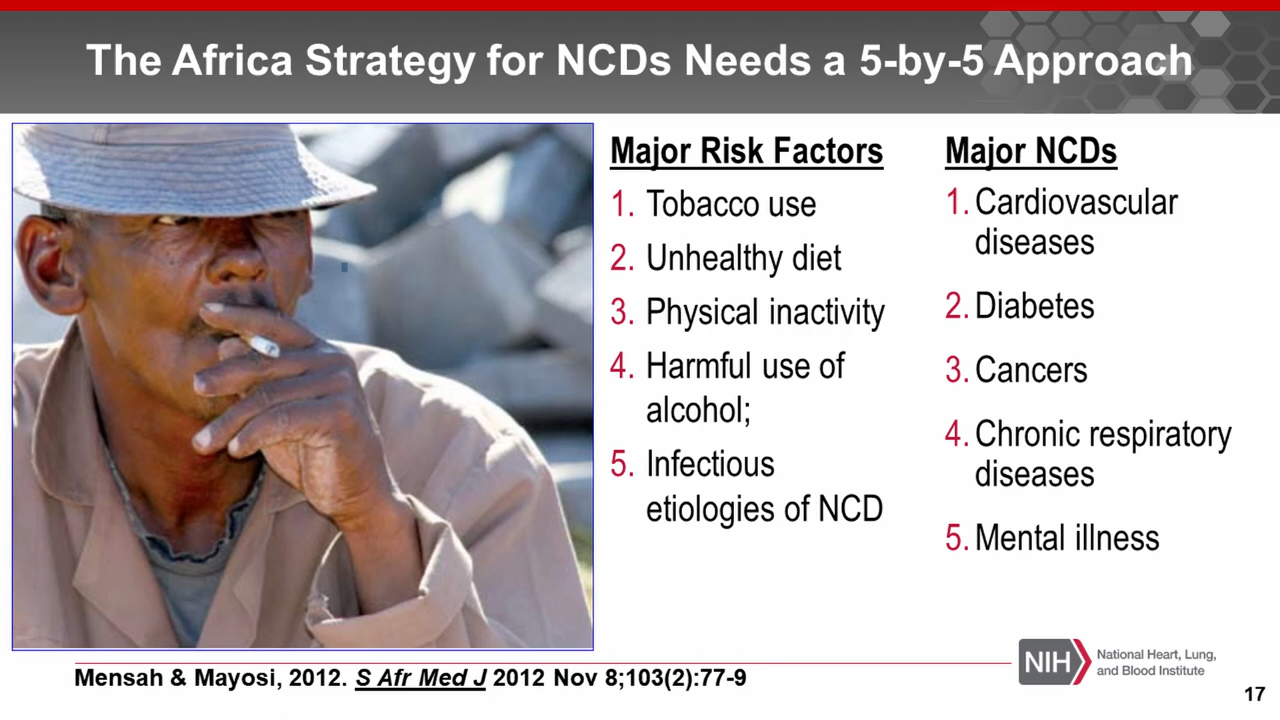 The Africa Strategy for NCDs Needs a 5-by-5 Approach
Major Risk Factors
1. Tobacco use
2. Unhealthy diet
3. Physical inactivity
4. Harmful use of
alcohol;
5. Infectious
etiologies of NCD
Major NCDs
1. Cardiovascular
diseases
2. Diabetes
3. Cancers
4. Chronic respiratory
diseases
5. Mental illness
Mensah & Mayosi, 2012. S Afr Med J 2012 Nov 8;103(2):77-9
NIH
National Heart, Lung,
and Blood Institute
17